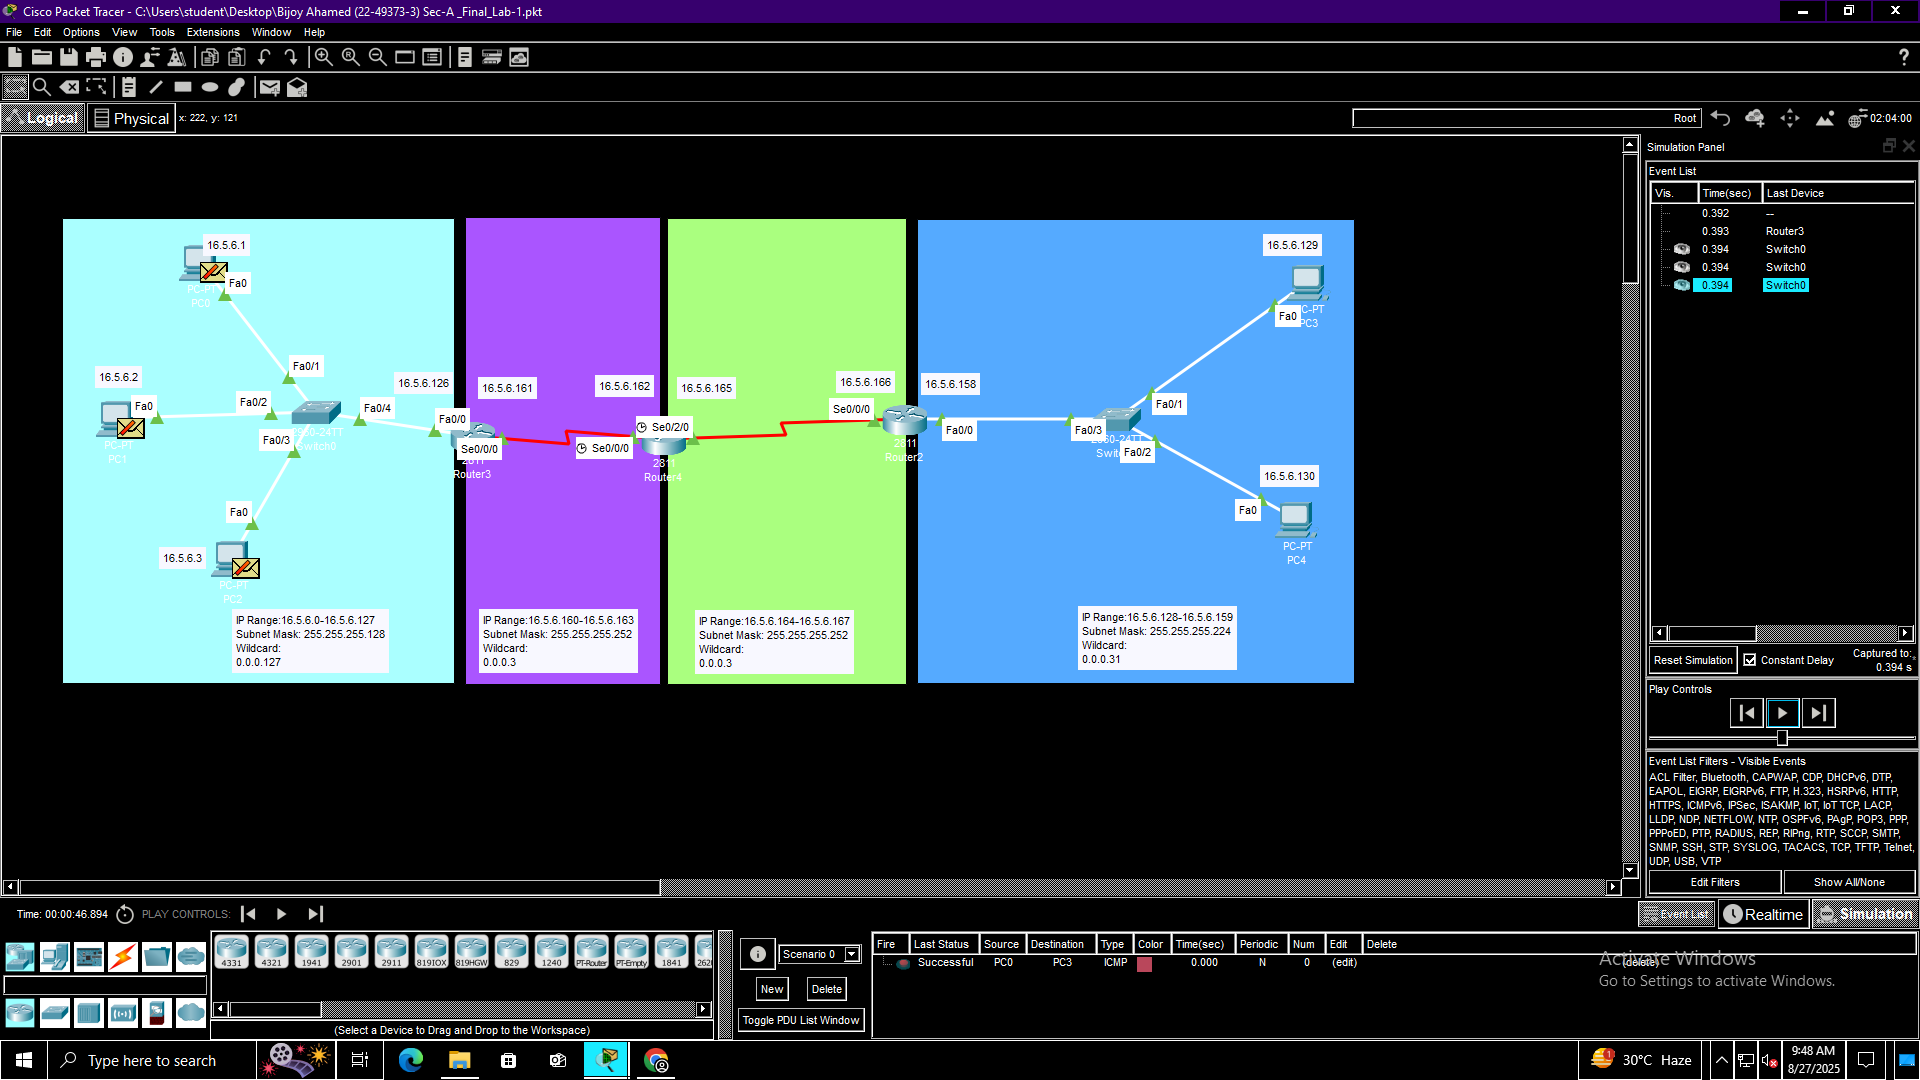 Cisco Packet Tracer - C:\Users\student\Desktop\Bijoy Ahamed (22-49373-3) Sec-A _Final_Lab-1.pkt
File Edit Options View Tools Extensions Window Help
Logical Physical x: 222, y: 121
Root 02:04:00
Simulation Panel
Event List
Vis. Time(sec) Last Device
0.392 --
0.393 Router3
0.394 Switch0
0.394 Switch0
0.394 Switch0
16.5.6.1
Fa0
PC0
16.5.6.2
Fa0
PC1
Fa0/1
Fa0/2
Fa0/3
Fa0/4
2960-24TT
Switch0
Fa0
16.5.6.3
PC2
16.5.6.126
Fa0/0
Se0/0/0
2811
Router3
16.5.6.161
16.5.6.162
Se0/0/0
Se0/2/0
2811
Router4
16.5.6.165
16.5.6.166
Se0/0/0
2811
Router2
16.5.6.158
Fa0/0
Fa0/3
Fa0/1
Fa0/2
16.5.6.129
Fa0
PC3
16.5.6.130
Fa0
PC-PT
PC4
IP Range:16.5.6.0-16.5.6.127
Subnet Mask: 255.255.255.128
Wildcard:
0.0.0.127
IP Range:16.5.6.160-16.5.6.163
Subnet Mask: 255.255.255.252
Wildcard:
0.0.0.3
IP Range:16.5.6.164-16.5.6.167
Subnet Mask: 255.255.255.252
Wildcard:
0.0.0.3
IP Range:16.5.6.128-16.5.6.159
Subnet Mask: 255.255.255.224
Wildcard:
0.0.0.31
Reset Simulation Constant Delay Captured to:
0.394 s
Play Controls
Event List Filters - Visible Events
ACL Filter, Bluetooth, CAPWAP, CDP, DHCPv6, DTP,
EAPOL, EIGRP, EIGRPv6, FTP, H.323, HSRPv6, HTTP,
HTTPS, ICMPv6, IPSec, ISAKMP, IoT, IoT TCP, LACP,
LLDP, NDP, NETFLOW, NTP, OSPFv6, PAgP, POP3, PPP,
PPPoED, PTP, RADIUS, REP, RIPng, RTP, SCCP, SMTP,
SNMP, SSH, STP, SYSLOG, TACACS, TCP, TFTP, Telnet,
UDP, USB, VTP
Edit Filters Show All/None
Time: 00:00:46.894 PLAY CONTROLS:
Event List Realtime Simulation
4331 4321 1941 2901 2911 819IOX 819HGW 829 1240 PT-Router PT-Empty 1841
(Select a Device to Drag and Drop to the Workspace)
Scenario 0
New Delete
Toggle PDU List Window
Fire Last Status Source Destination Type Color Time(sec) Periodic Num Edit Delete
Successful PC0 PC3 ICMP 0.000 N 0 (edit) (delete)
Activate Windows
Go to Settings to activate Windows.
Type here to search
30°C Haze
9:48 AM
8/27/2025